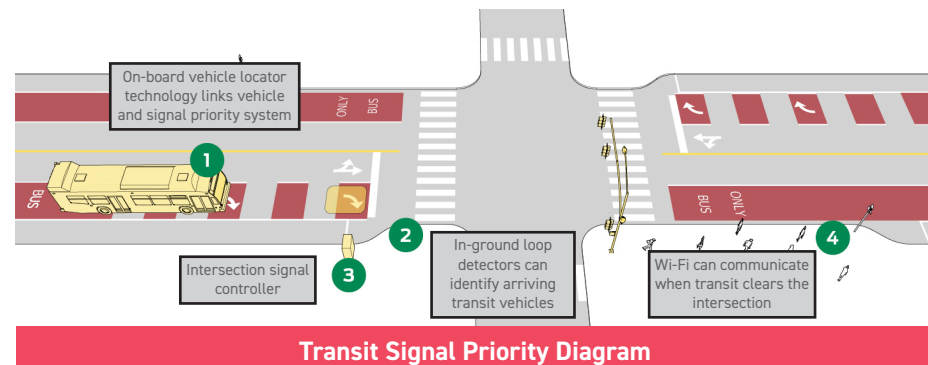 On-board vehicle locator
technology links vehicle
and signal priority system
ONLY
BUS
1
BUS
2
3
Intersection signal
controller
In-ground loop
detectors can
identify arriving
transit vehicles
BUS
ONLY
4
Wi-Fi can communicate
when transit clears the
intersection
Transit Signal Priority Diagram